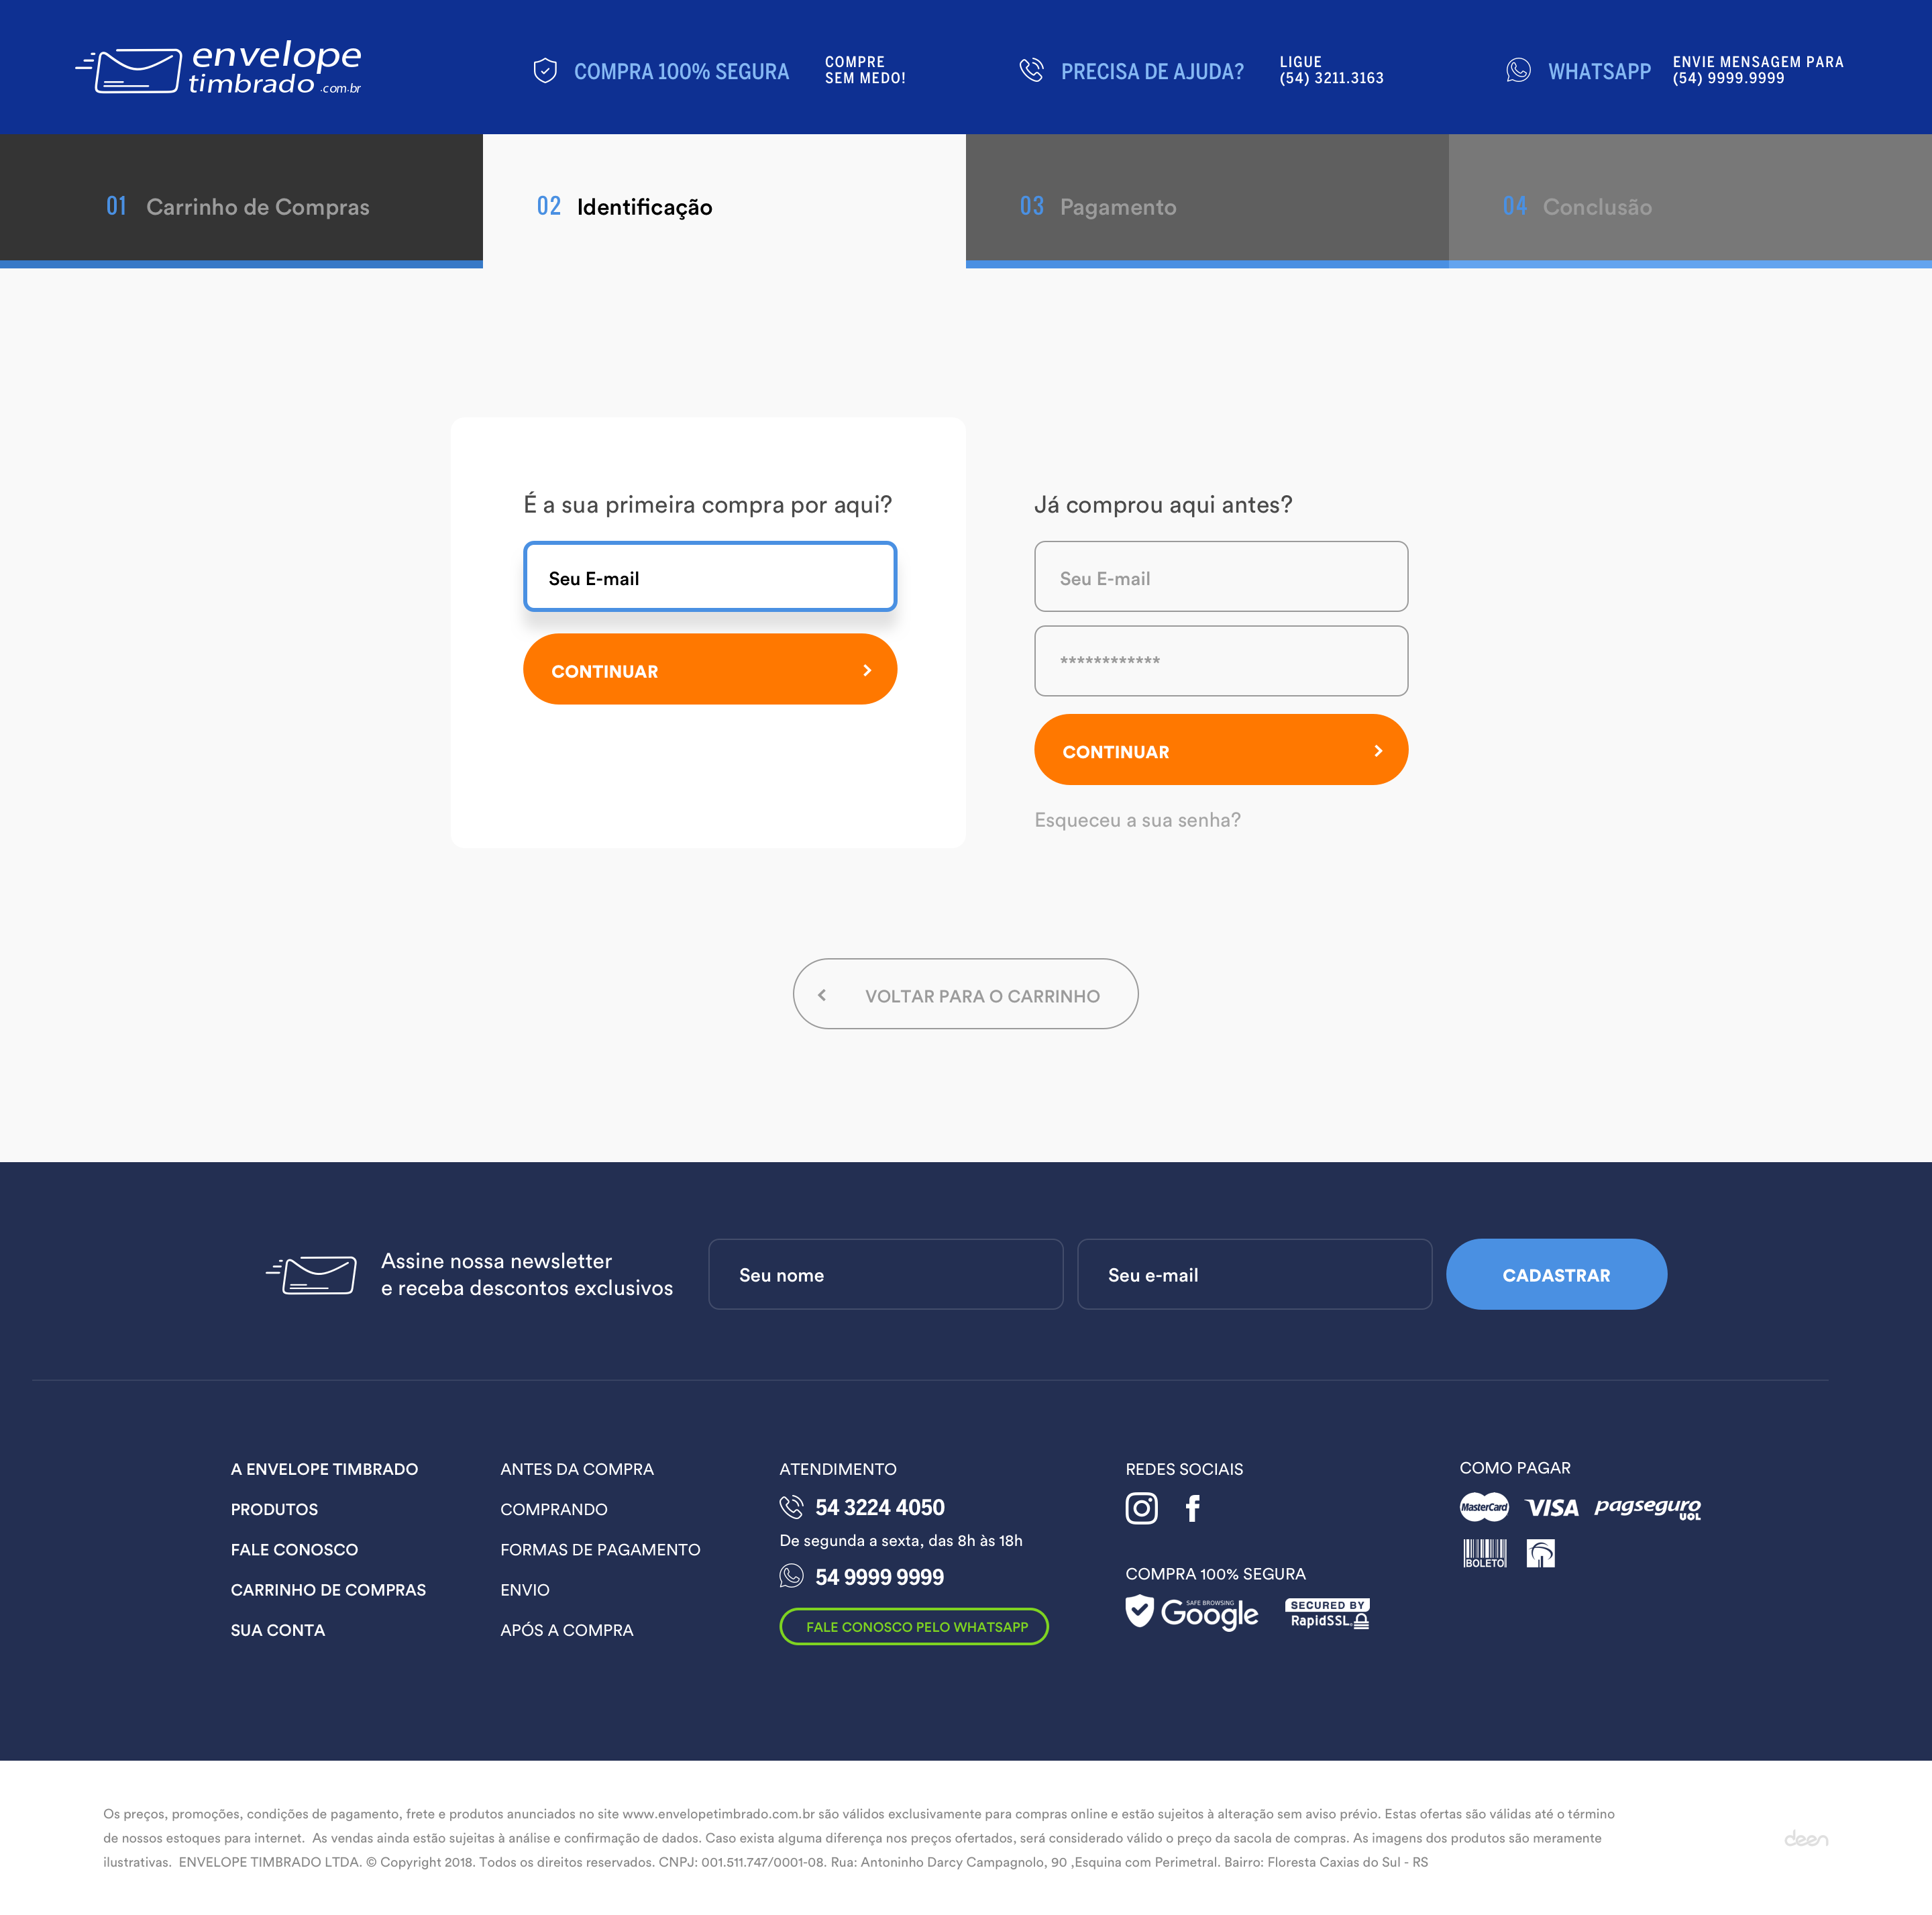 envelope
timbrado .com.br
COMPRA 100% SEGURA
COMPRE
SEM MEDO!
PRECISA DE AJUDA?
LIGUE
(54) 3211.3163
WHATSAPP
ENVIE MENSAGEM PARA
(54) 9999.9999
01 Carrinho de Compras
02 Identificação
03 Pagamento
04 Conclusão
É a sua primeira compra por aqui?
Seu E-mail
CONTINUAR
Já comprou aqui antes?
Seu E-mail
************
CONTINUAR
Esqueceu a sua senha?
VOLTAR PARA O CARRINHO
Assine nossa newsletter
e receba descontos exclusivos
Seu nome
Seu e-mail
CADASTRAR
A ENVELOPE TIMBRADO
PRODUTOS
FALE CONOSCO
CARRINHO DE COMPRAS
SUA CONTA
ANTES DA COMPRA
COMPRANDO
FORMAS DE PAGAMENTO
ENVIO
APÓS A COMPRA
ATENDIMENTO
54 3224 4050
De segunda a sexta, das 8h às 18h
54 9999 9999
FALE CONOSCO PELO WHATSAPP
REDES SOCIAIS
COMPRA 100% SEGURA
SAFE BROWSING
Google
SECURED BY
RapidSSL
COMO PAGAR
MasterCard
VISA
pagseguro
UOL
BOLETO
Os preços, promoções, condições de pagamento, frete e produtos anunciados no site www.envelopetimbrado.com.br são válidos exclusivamente para compras online e estão sujeitos à alteração sem aviso prévio. Estas ofertas são válidas até o término
de nossos estoques para internet. As vendas ainda estão sujeitas à análise e confirmação de dados. Caso exista alguma diferença nos preços ofertados, será considerado válido o preço da sacola de compras. As imagens dos produtos são meramente
ilustrativas. ENVELOPE TIMBRADO LTDA. © Copyright 2018. Todos os direitos reservados. CNPJ: 001.511.747/0001-08. Rua: Antoninho Darcy Campagnolo, 90 ,Esquina com Perimetral. Bairro: Floresta Caxias do Sul - RS
deen